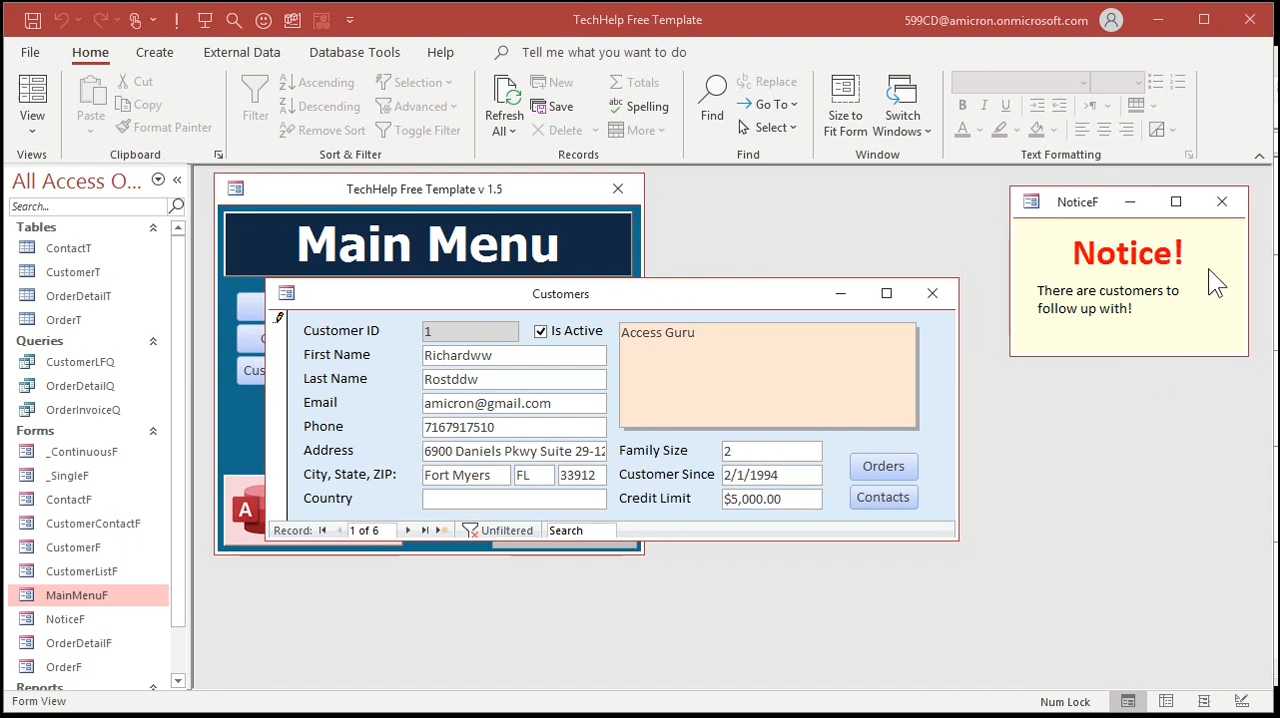 TechHelp Free Template
599CD@amicron.onmicrosoft.com
File Home Create External Data Database Tools Help Tell me what you want to do
View
Views
Paste
Cut
Copy
Format Painter
Clipboard
Filter
Ascending
Descending
Remove Sort
Selection
Advanced
Toggle Filter
Sort & Filter
Refresh
All
New
Save
Delete
Totals
Spelling
More
Records
Find
Replace
Go To
Select
Find
Size to
Fit Form
Switch
Windows
Window
B I U
A
Text Formatting
All Access O...
Search...
Tables
ContactT
CustomerT
OrderDetailT
OrderT
Queries
CustomerLFQ
OrderDetailQ
OrderInvoiceQ
Forms
_ContinuousF
_SingleF
ContactF
CustomerContactF
CustomerF
CustomerListF
MainMenuF
NoticeF
OrderDetailF
OrderF
Reports
TechHelp Free Template v 1.5
Main Menu
Cus
A
Customers
Customer ID 1 Is Active
First Name Richardww
Last Name Rostddw
Email amicron@gmail.com
Phone 7167917510
Address 6900 Daniels Pkwy Suite 29-12
City, State, ZIP: Fort Myers FL 33912
Country
Access Guru
Family Size 2
Customer Since 2/1/1994
Credit Limit $5,000.00
Orders
Contacts
Record: 1 of 6 Unfiltered Search
NoticeF
Notice!
There are customers to
follow up with!
Form View
Num Lock